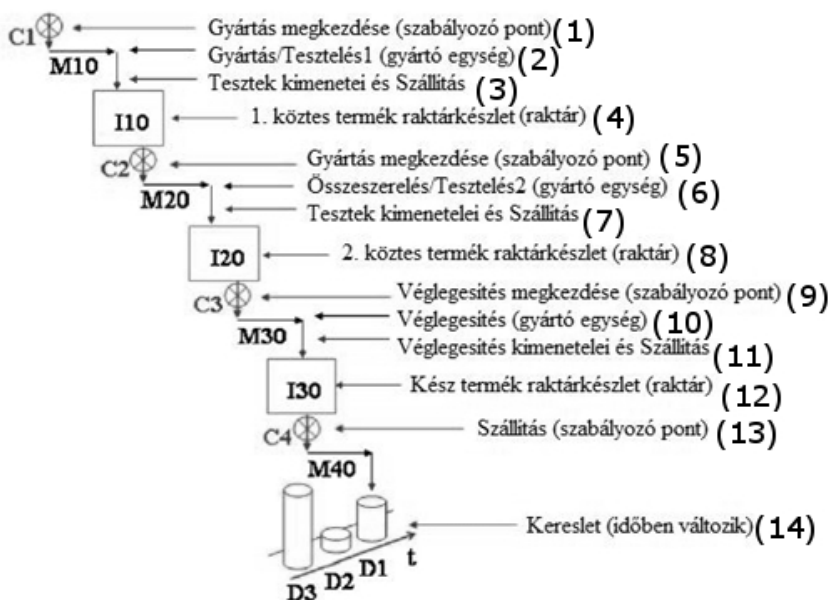 C1
Gyártás megkezdése (szabályozó pont) (1)
M10
Gyártás/Tesztelés1 (gyártó egység) (2)
Tesztek kimenetei és Szállítás (3)
I10
1. köztes termék raktárkészlet (raktár) (4)
C2
Gyártás megkezdése (szabályozó pont) (5)
M20
Összeszerelés/Tesztelés2 (gyártó egység) (6)
Tesztek kimenetelei és Szállítás (7)
I20
2. köztes termék raktárkészlet (raktár) (8)
C3
Véglegesítés megkezdése (szabályozó pont) (9)
M30
Véglegesítés (gyártó egység) (10)
Véglegesítés kimenetelei és Szállítás (11)
I30
Kész termék raktárkészlet (raktár) (12)
C4
Szállítás (szabályozó pont) (13)
M40
Kereslet (időben változik) (14)
D3 D2 D1 t